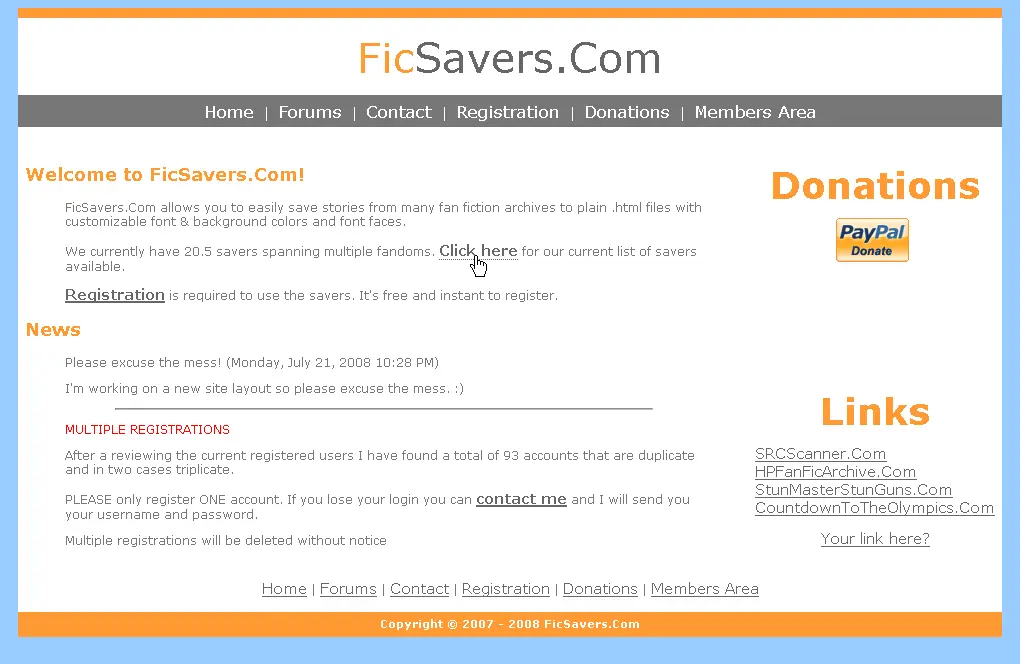 FicSavers.Com
Home | Forums | Contact | Registration | Donations | Members Area
Welcome to FicSavers.Com!
FicSavers.Com allows you to easily save stories from many fan fiction archives to plain .html files with
customizable font & background colors and font faces.
We currently have 20.5 savers spanning multiple fandoms. Click here for our current list of savers
available.
Registration is required to use the savers. It's free and instant to register.
News
Please excuse the mess! (Monday, July 21, 2008 10:28 PM)
I'm working on a new site layout so please excuse the mess. :)
MULTIPLE REGISTRATIONS
After a reviewing the current registered users I have found a total of 93 accounts that are duplicate
and in two cases triplicate.
PLEASE only register ONE account. If you lose your login you can contact me and I will send you
your username and password.
Multiple registrations will be deleted without notice
Donations
PayPal
Donate
Links
SRCScanner.Com
HPFanFicArchive.Com
StunMasterStunGuns.Com
CountdownToTheOlympics.Com
Your link here?
Home | Forums | Contact | Registration | Donations | Members Area
Copyright © 2007 - 2008 FicSavers.Com